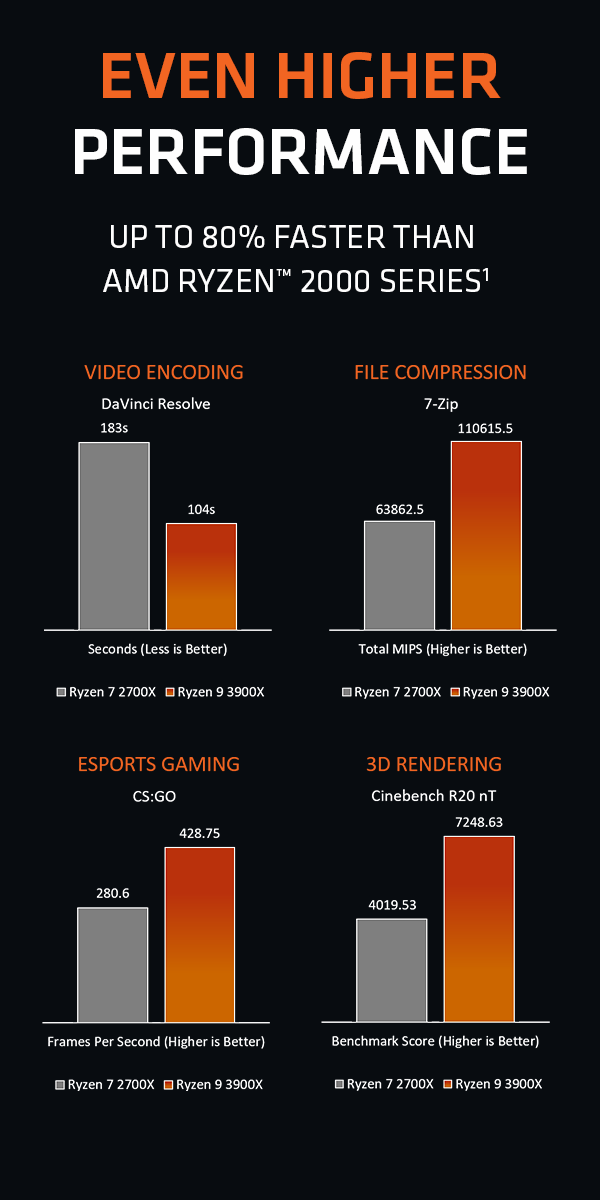 EVEN HIGHER
PERFORMANCE
UP TO 80% FASTER THAN
AMD RYZEN™ 2000 SERIES¹
VIDEO ENCODING
DaVinci Resolve
183s
104s
Seconds (Less is Better)
Ryzen 7 2700X Ryzen 9 3900X
FILE COMPRESSION
7-Zip
110615.5
63862.5
Total MIPS (Higher is Better)
Ryzen 7 2700X Ryzen 9 3900X
ESPORTS GAMING
CS:GO
428.75
280.6
Frames Per Second (Higher is Better)
Ryzen 7 2700X Ryzen 9 3900X
3D RENDERING
Cinebench R20 nT
7248.63
4019.53
Benchmark Score (Higher is Better)
Ryzen 7 2700X Ryzen 9 3900X